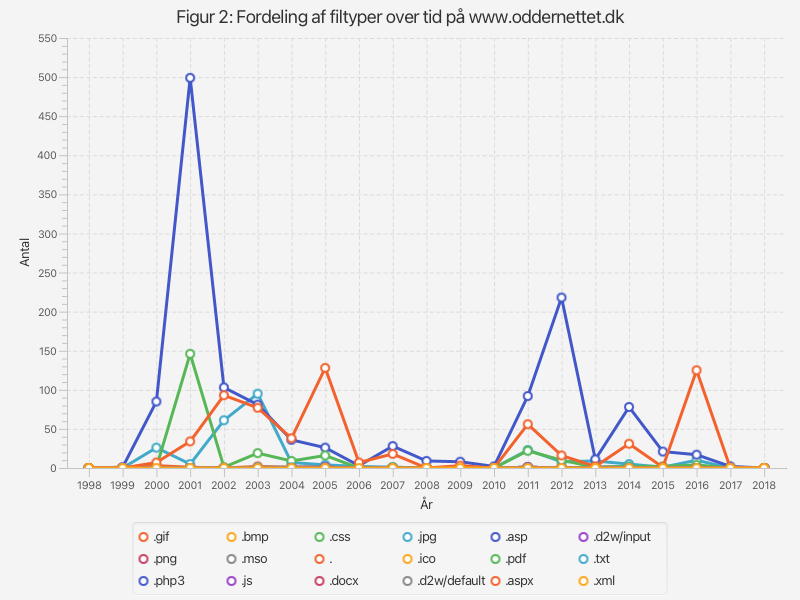 Figur 2: Fordeling af filtyper over tid på www.oddernettet.dk
550
500
450
400
350
300
250
200
150
100
50
0
Antal
1998 1999 2000 2001 2002 2003 2004 2005 2006 2007 2008 2009 2010 2011 2012 2013 2014 2015 2016 2017 2018
År
.gif .bmp .css .jpg .asp .d2w/input
.png .mso . .ico .pdf .txt
.php3 .js .docx .d2w/default .aspx .xml